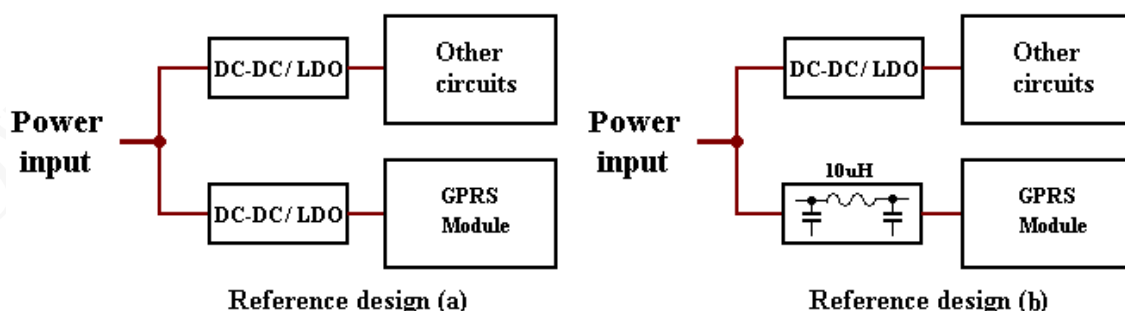 DC-DC/ LDO
Other
circuits
Power
input
DC-DC/ LDO
GPRS
Module
Reference design (a)
DC-DC/ LDO
Other
circuits
Power
input
10uH
GPRS
Module
Reference design (b)